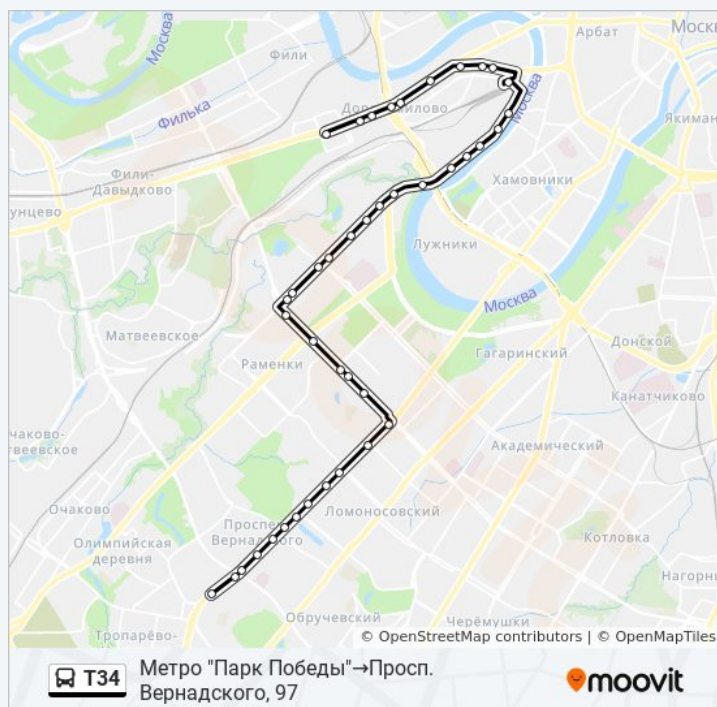 Фили
Арбат
Москв
Москва
Филька
Дорогомилово
Якиман
Фили-
Давыдково
унцево
Москва
Хамовники
Лужники
Москва
Матвеевское
Донской
Гагаринский
Раменки
Канатчиково
чаково-
твеевское
Академический
Очаково
Ломоносовский
Проспект
Вернадского
Олимпийская
деревня
Котловка
Нагорны
Обручевский
Черёмушки
Тропарёво-
© OpenStreetMap contributors | © OpenMapTiles
T34
Метро "Парк Победы"→Просп.
Вернадского, 97
moovit